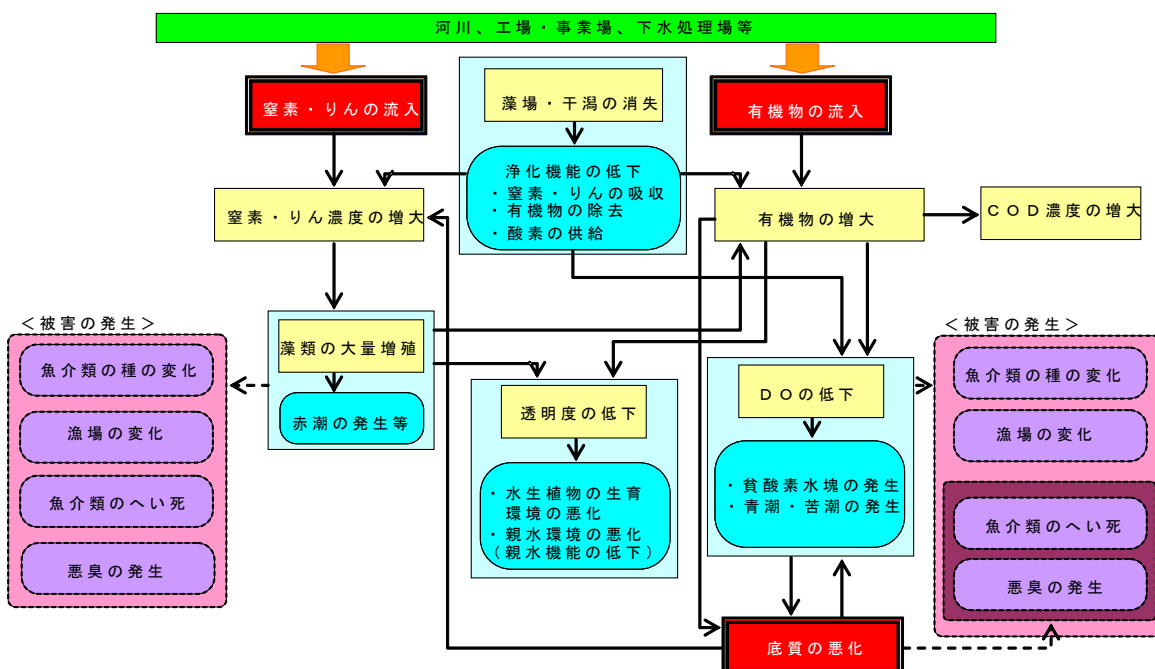 河川、工場・事業場、下水処理場等
窒素・りんの流入
藻場・干潟の消失
有機物の流入
浄化機能の低下
・窒素・りんの吸収
・有機物の除去
・酸素の供給
窒素・りん濃度の増大
有機物の増大
COD濃度の増大
<被害の発生>
魚介類の種の変化
漁場の変化
魚介類のへい死
悪臭の発生
藻類の大量増殖
赤潮の発生等
透明度の低下
・水生植物の生育
環境の悪化
・親水環境の悪化
(親水機能の低下)
DOの低下
・貧酸素水塊の発生
・青潮・苦潮の発生
<被害の発生>
魚介類の種の変化
漁場の変化
魚介類のへい死
悪臭の発生
底質の悪化